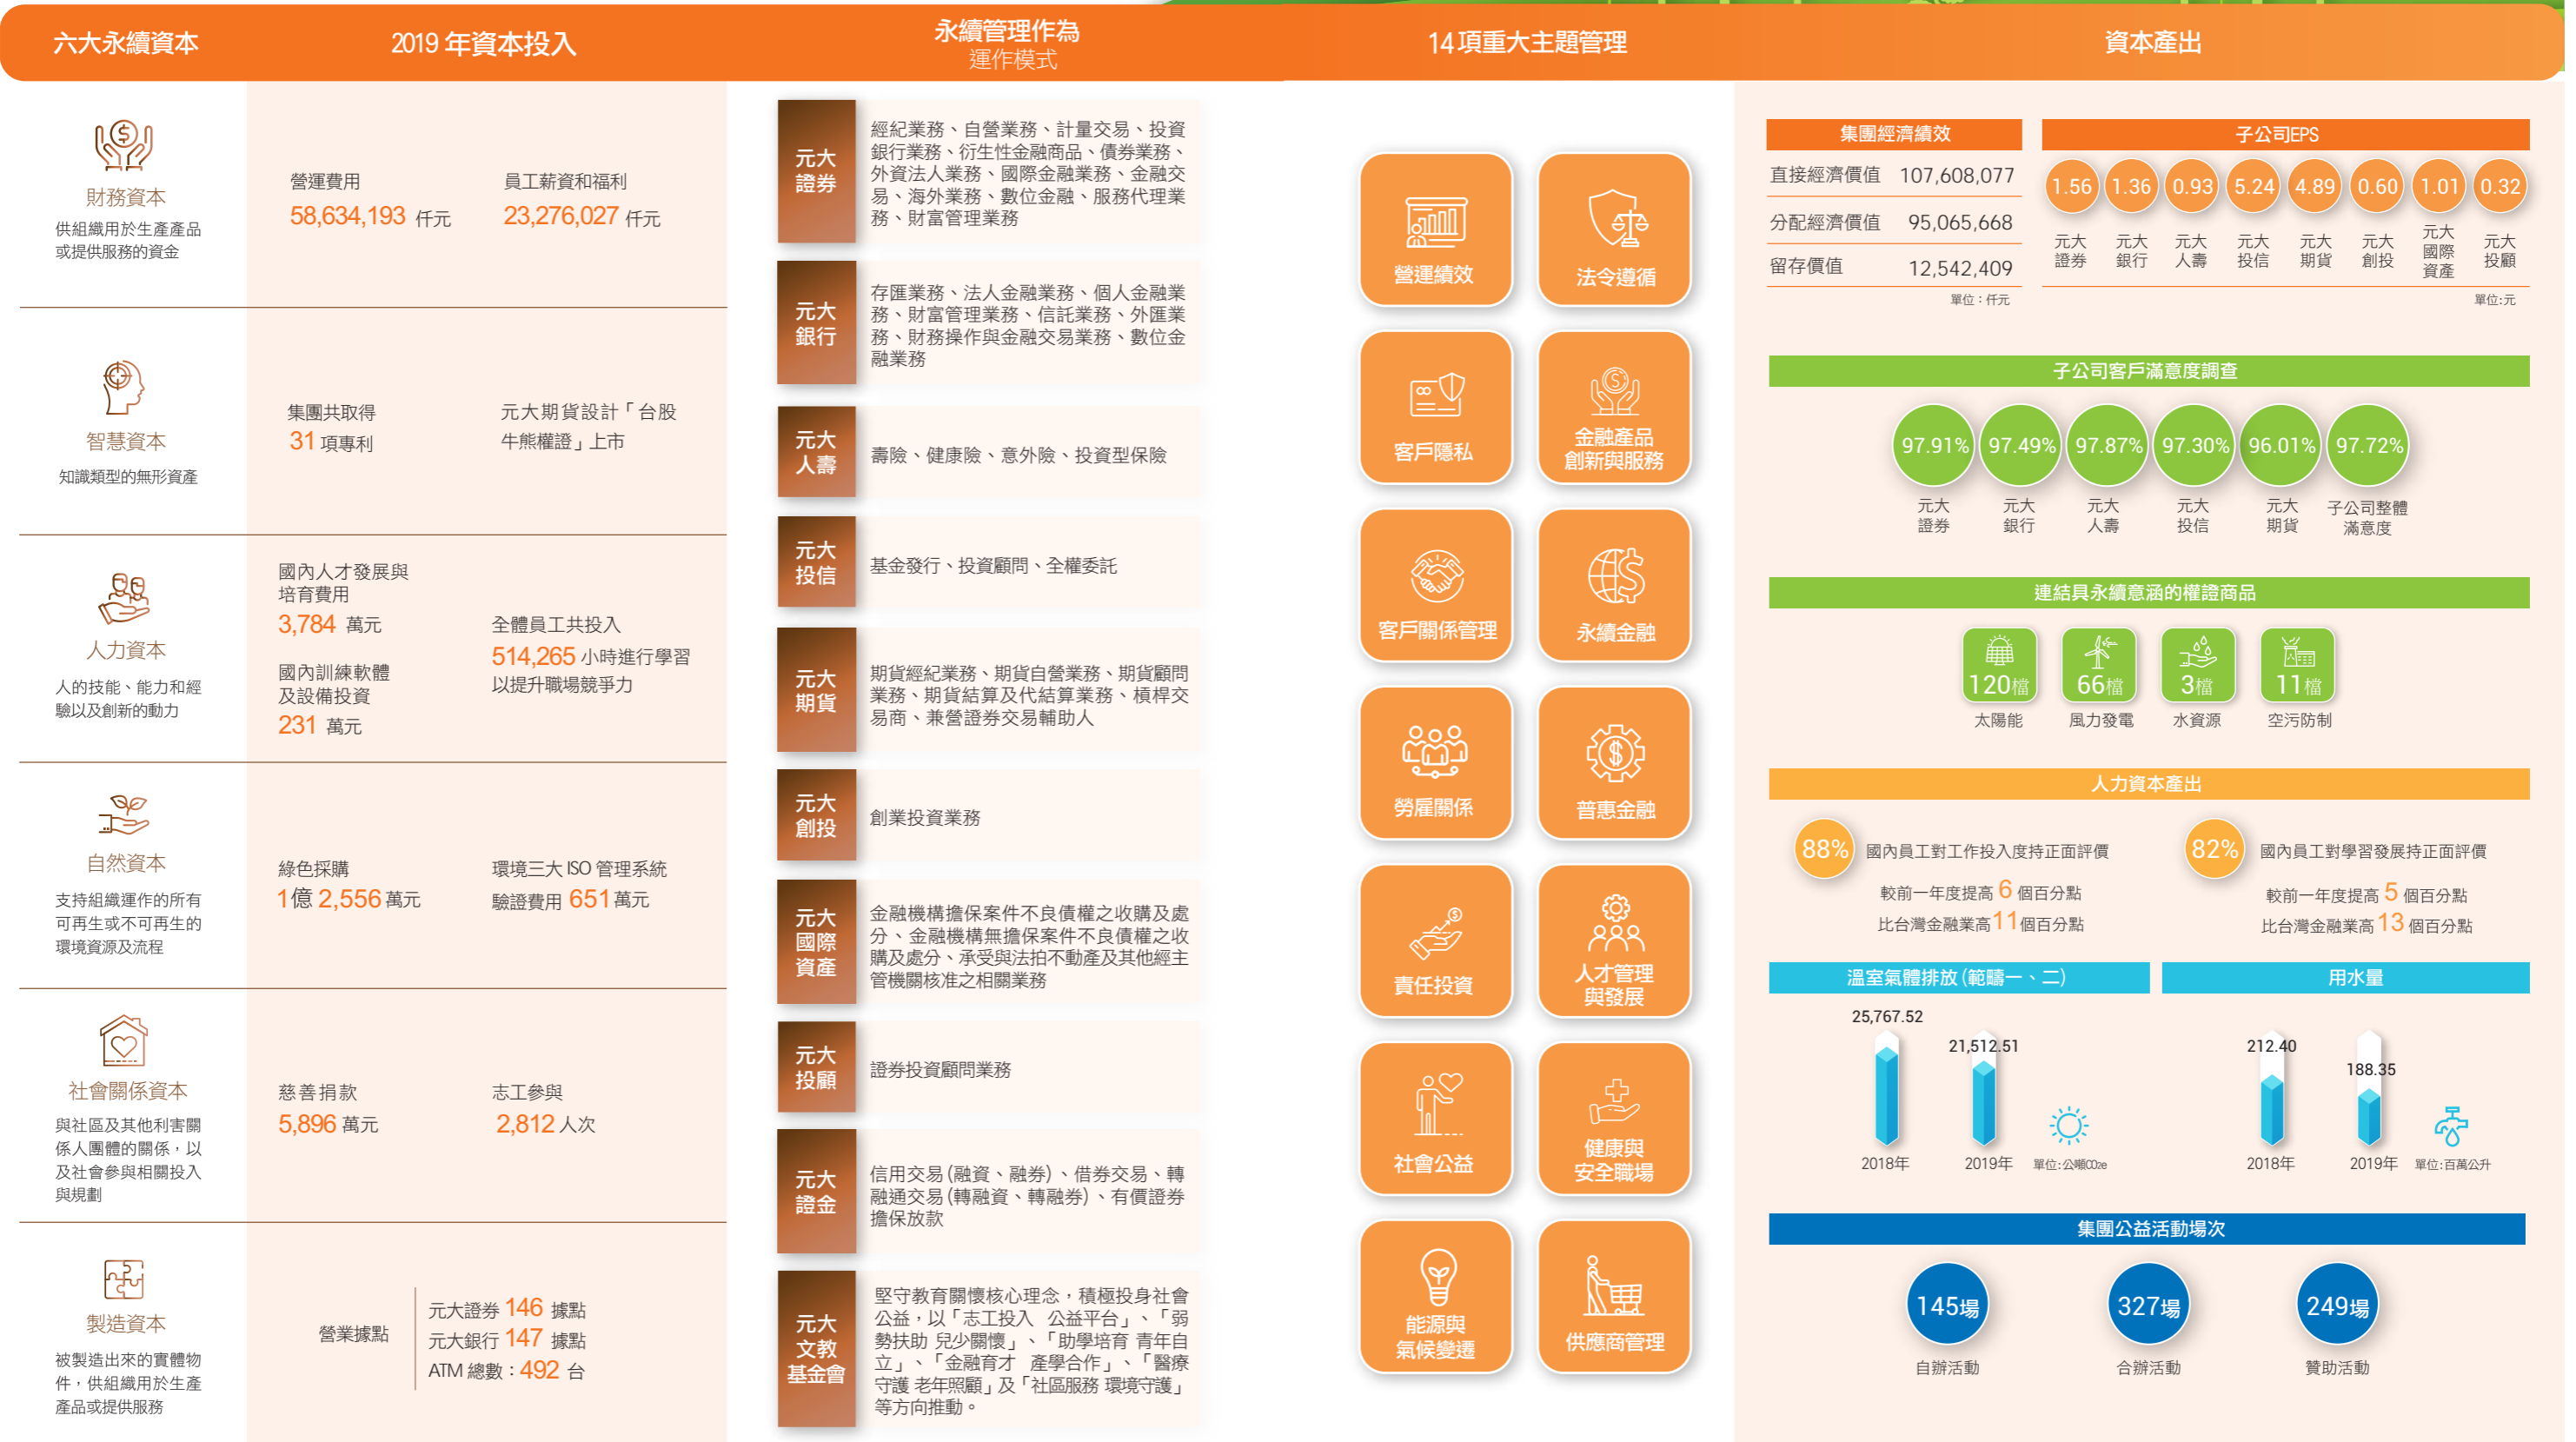 六大永續資本
2019 年資本投入
永續管理作為
運作模式
14項重大主題管理
資本產出
財務資本
供組織用於生產產品
或提供服務的資金
營運費用
58,634,193 仟元
員工薪資和福利
23,276,027 仟元
智慧資本
知識類型的無形資產
集團共取得
31 項專利
元大期貨設計「台股
牛熊權證」上市
人力資本
人的技能、能力和經
驗以及創新的動力
國內人才發展與
培育費用
3,784 萬元
國內訓練軟體
及設備投資
231 萬元
全體員工共投入
514,265 小時進行學習
以提升職場競爭力
自然資本
支持組織運作的所有
可再生或不可再生的
環境資源及流程
綠色採購
1億 2,556 萬元
環境三大 ISO 管理系統
驗證費用 651 萬元
社會關係資本
與社區及其他利害關
係人團體的關係，以
及社會參與相關投入
與規劃
慈善捐款
5,896 萬元
志工參與
2,812 人次
製造資本
被製造出來的實體物
件，供組織用於生產
產品或提供服務
營業據點
元大證券 146 據點
元大銀行 147 據點
ATM 總數：492 台
元大
證券
經紀業務、自營業務、計量交易、投資
銀行業務、衍生性金融商品、債券業務、
外資法人業務、國際金融業務、金融交
易、海外業務、數位金融、服務代理業
務、財富管理業務
元大
銀行
存匯業務、法人金融業務、個人金融業
務、財富管理業務、信託業務、外匯業
務、財務操作與金融交易業務、數位金
融業務
元大
人壽
壽險、健康險、意外險、投資型保險
元大
投信
基金發行、投資顧問、全權委託
元大
期貨
期貨經紀業務、期貨自營業務、期貨顧問
業務、期貨結算及代結算業務、槓桿交
易商、兼營證券交易輔助人
元大
創投
創業投資業務
元大
國際
資產
金融機構擔保案件不良債權之收購及處
分、金融機構無擔保案件不良債權之收
購及處分、承受與法拍不動產及其他經主
管機關核准之相關業務
元大
投顧
證券投資顧問業務
元大
證金
信用交易(融資、融券)、借券交易、轉
融通交易(轉融資、轉融券)、有價證券
擔保放款
元大
文教
基金會
堅守教育關懷核心理念，積極投身社會
公益，以「志工投入 公益平台」、「弱
勢扶助 兒少關懷」、「助學培育 青年自
立」、「金融育才 產學合作」、「醫療
守護 老年照顧」及「社區服務 環境守護」
等方向推動。
營運績效
法令遵循
客戶隱私
金融產品
創新與服務
客戶關係管理
永續金融
勞雇關係
普惠金融
責任投資
人才管理
與發展
社會公益
健康與
安全職場
能源與
氣候變遷
供應商管理
集團經濟績效
直接經濟價值 107,608,077
分配經濟價值 95,065,668
留存價值 12,542,409
單位：仟元
子公司EPS
1.56 1.36 0.93 5.24 4.89 0.60 1.01 0.32
元大
證券
元大
銀行
元大
人壽
元大
投信
元大
期貨
元大
創投
元大
國際
資產
元大
投顧
單位:元
子公司客戶滿意度調查
97.91% 97.49% 97.87% 97.30% 96.01% 97.72%
元大
證券
元大
銀行
元大
人壽
元大
投信
元大
期貨
子公司整體
滿意度
連結具永續意涵的權證商品
120檔 66檔 3檔 11檔
太陽能 風力發電 水資源 空污防制
人力資本產出
88% 國內員工對工作投入度持正面評價
較前一年度提高 6 個百分點
比台灣金融業高 11 個百分點
82% 國內員工對學習發展持正面評價
較前一年度提高 5 個百分點
比台灣金融業高 13 個百分點
溫室氣體排放(範疇一、二)
25,767.52
21,512.51
2018年 2019年 單位:公噸CO2e
用水量
212.40
188.35
2018年 2019年 單位:百萬公升
集團公益活動場次
145場 327場 249場
自辦活動 合辦活動 贊助活動